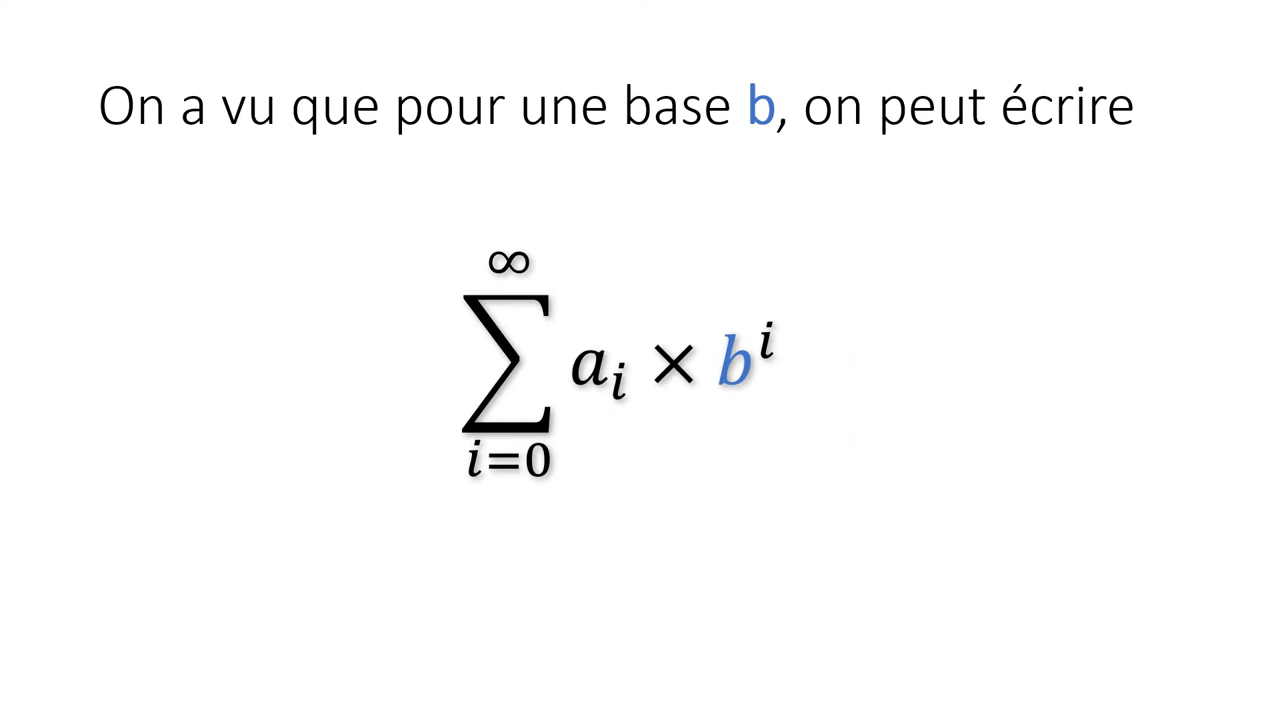 On a vu que pour une base b, on peut écrire
∞
∑ aᵢ × bⁱ
i=0